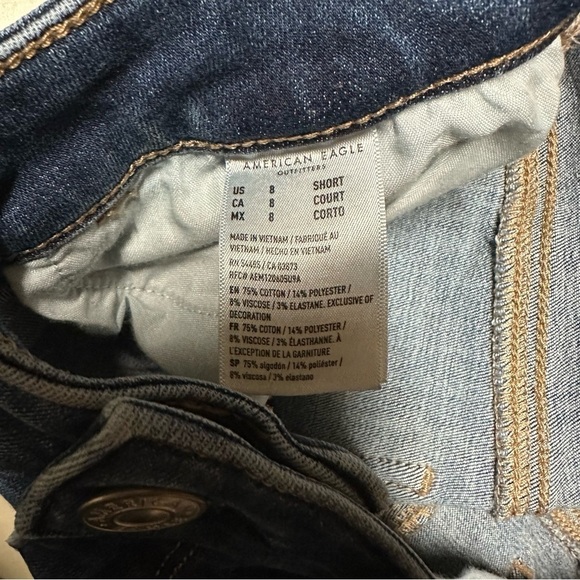 AMERICAN EAGLE
OUTFITTERS
US 8 SHORT
CA 8 COURT
MX 8 CORTO
MADE IN VIETNAM / FABRIQUÉ AU
VIETNAM / HECHO EN VIETNAM
RN 54485 / CA 03873
RFC# AEM120605U9A
EN 75% COTTON / 14% POLYESTER /
8% VISCOSE / 3% ELASTANE. EXCLUSIVE OF
DECORATION
FR 75% COTON / 14% POLYESTER /
8% VISCOSE / 3% ÉLASTHANNE. À
L'EXCEPTION DE LA GARNITURE
SP 75% algodón / 14% poliéster /
8% viscosa / 3% elastano